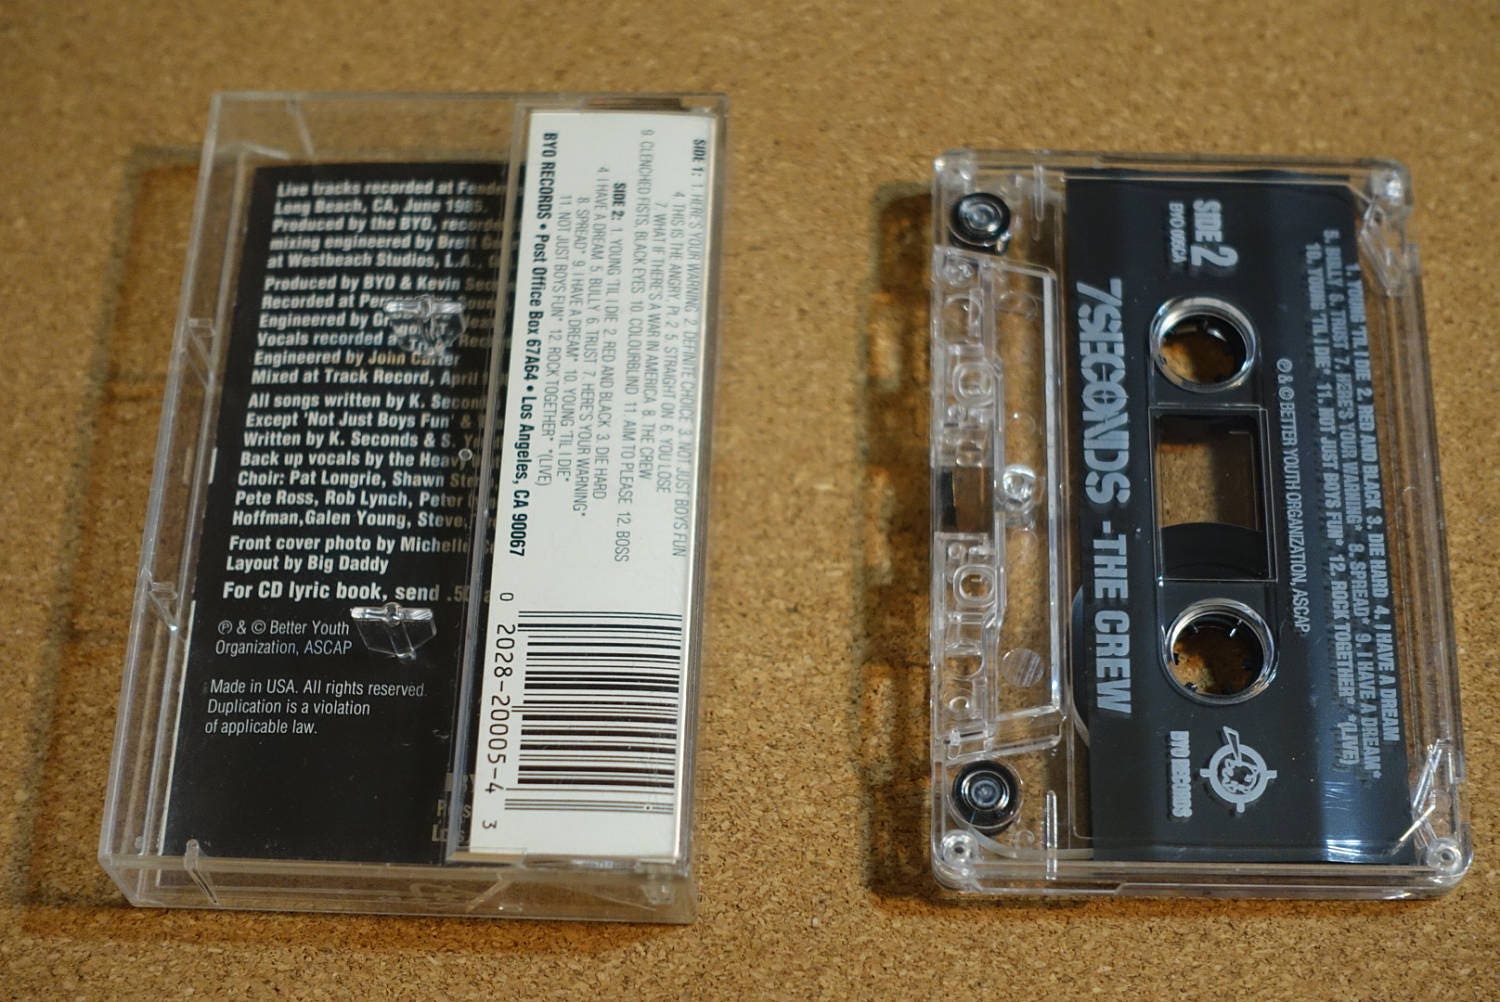 Live tracks recorded at
Long Beach, CA, June 1985.
Produced by the BYO,
mixing engineered by Brett
at Westbeach Studios, L.A.,
Produced by BYO & Kevin
Recorded at
Engineered by
Vocals recorded
Engineered by John Carter
Mixed at Track Record, April
All songs written by K.
Except 'Not Just Boys Fun' &
Written by K. Seconds & S.
Back up vocals by the
Choir: Pat Longrie, Shawn
Pete Ross, Rob Lynch, Peter
Hoffman,Galen Young, Steve,
Front cover photo by
Layout by Big Daddy
For CD lyric book, send
℗ & © Better Youth
Organization, ASCAP
Made in USA. All rights reserved.
Duplication is a violation
of applicable law.
SIDE 1: 1. HERE'S YOUR WARNING 2. DEFINITE CHOICE 3. NOT JUST BOYS FUN
4. THIS IS THE ANGRY, Pt. 2 5. STRAIGHT ON 6. YOU LOSE
7. WHAT IF THERE'S WAR IN AMERICA 8. THE CREW
9. CLENCHED FISTS, BLACK EYES 10. COLOURBLIND 11. AIM TO PLEASE 12. BOSS
SIDE 2: 1. YOUNG 'TIL I DIE 2. RED AND BLACK 3. DIE HARD
4. I HAVE A DREAM 5. BULLY 6. TRUST 7. HERE'S YOUR WARNING*
8. SPREAD* 9. I HAVE A DREAM* 10. YOUNG 'TIL I DIE*
11. NOT JUST BOYS FUN* 12. ROCK TOGETHER* *(LIVE)
BYO RECORDS • Post Office Box 67A64 • Los Angeles, CA 90067
0 2028-20005-4 3
1. YOUNG 'TIL I DIE 2. RED AND BLACK 3. DIE HARD 4. I HAVE A DREAM
5. BULLY 6. TRUST 7. HERE'S YOUR WARNING* 8. SPREAD* 9. I HAVE A DREAM*
10. YOUNG 'TIL I DIE* 11. NOT JUST BOYS FUN* 12. ROCK TOGETHER* *(LIVE)
℗ & © BETTER YOUTH ORGANIZATION, ASCAP
SIDE 2
BYO 005CA
BYO RECORDS
7SECONDS - THE CREW